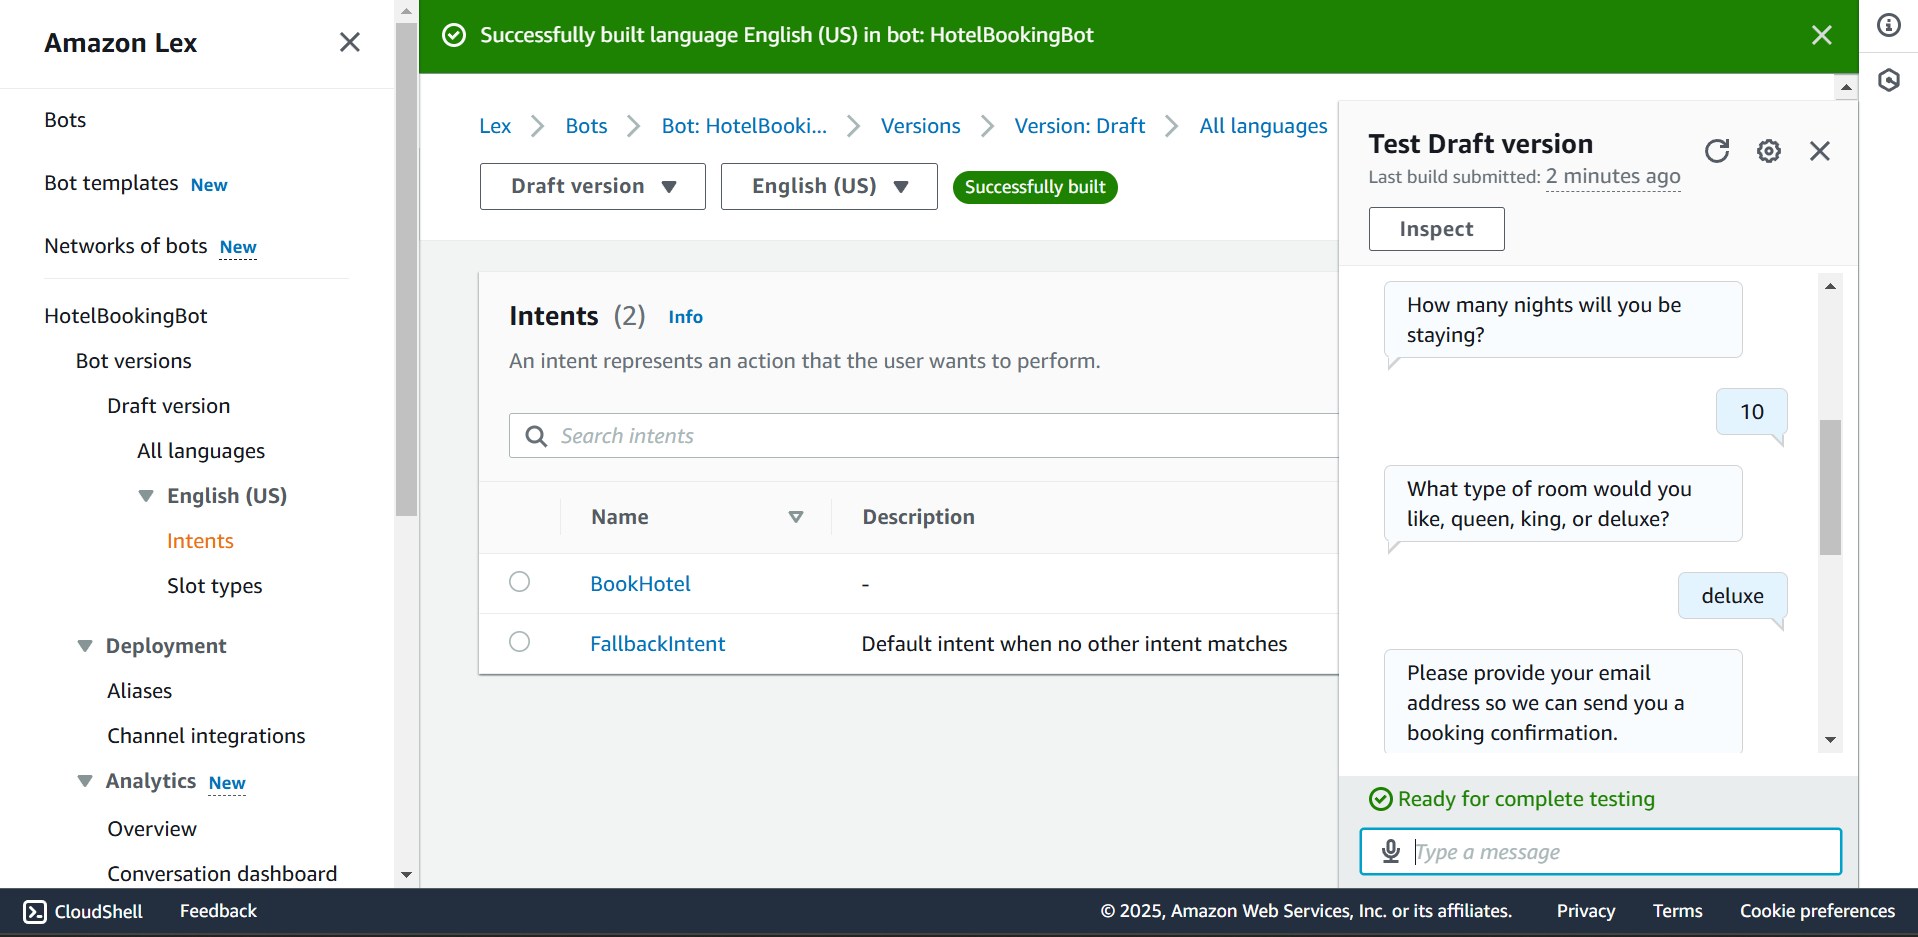 Amazon Lex
Bots
Bot templates New
Networks of bots New
HotelBookingBot
Bot versions
Draft version
All languages
English (US)
Intents
Slot types
Deployment
Aliases
Channel integrations
Analytics New
Overview
Conversation dashboard
Successfully built language English (US) in bot: HotelBookingBot
Lex Bots Bot: HotelBooki... Versions Version: Draft All languages
Draft version English (US) Successfully built
Intents (2) Info
An intent represents an action that the user wants to perform.
Search intents
Name Description
BookHotel -
FallbackIntent Default intent when no other intent matches
Test Draft version
Last build submitted: 2 minutes ago
Inspect
How many nights will you be
staying?
10
What type of room would you
like, queen, king, or deluxe?
deluxe
Please provide your email
address so we can send you a
booking confirmation.
Ready for complete testing
Type a message
CloudShell Feedback © 2025, Amazon Web Services, Inc. or its affiliates. Privacy Terms Cookie preferences